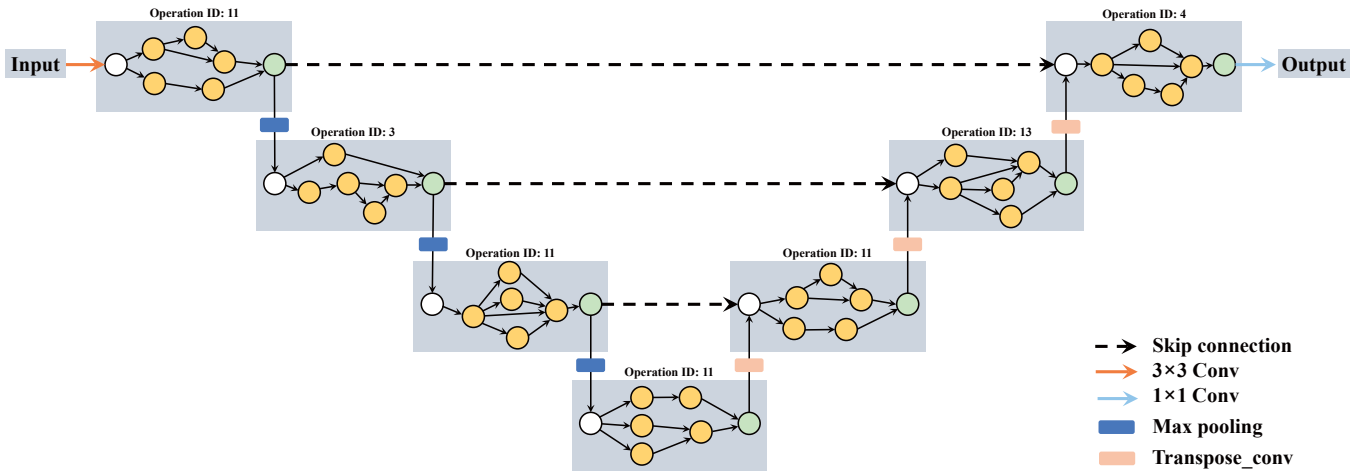 Operation ID: 11
Operation ID: 4
Input
Output
Operation ID: 3
Operation ID: 13
Operation ID: 11
Operation ID: 11
Operation ID: 11
Skip connection
3×3 Conv
1×1 Conv
Max pooling
Transpose_conv